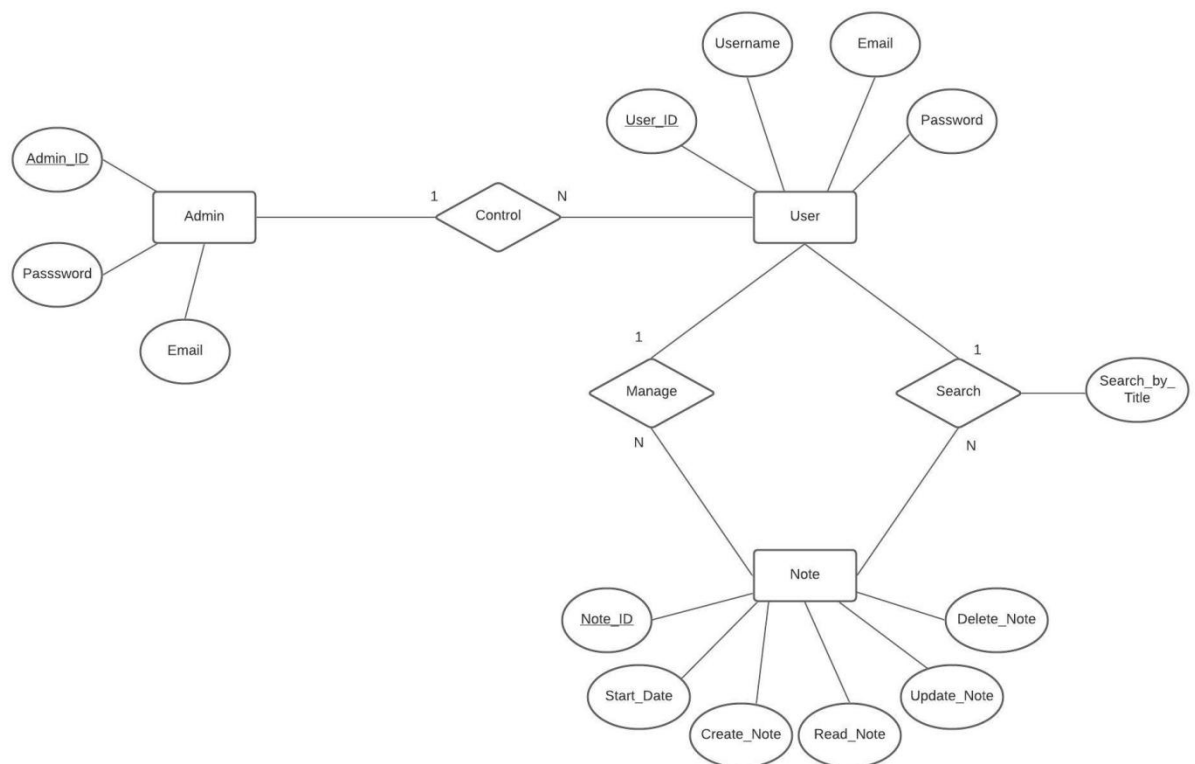 Username
Email
User_ID
Password
Admin_ID
Admin
1
Control
N
User
Passsword
Email
1
1
Manage
Search
Search_by_
Title
N
N
Note
Note_ID
Delete_Note
Start_Date
Update_Note
Create_Note
Read_Note